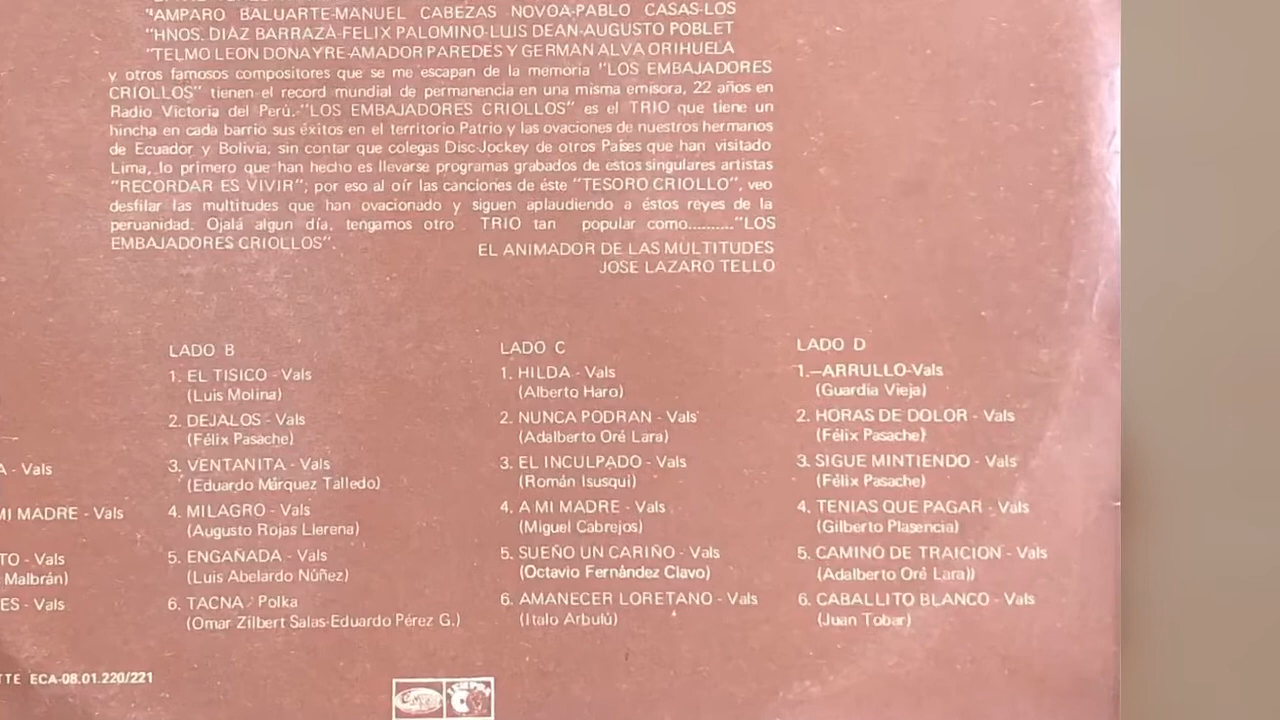 "AMPARO BALUARTE-MANUEL CABEZAS NOVOA-PABLO CASAS-LOS
"HNOS. DIAZ BARRAZA-FELIX PALOMINO-LUIS DEAN-AUGUSTO POBLET
"TELMO LEON DONAYRE-AMADOR PAREDES Y GERMAN ALVA ORIHUELA
y otros famosos compositores que se me escapan de la memoria "LOS EMBAJADORES
CRIOLLOS" tienen el record mundial de permanencia en una misma emisora, 22 años en
Radio Victoria del Perú.-"LOS EMBAJADORES CRIOLLOS" es el TRIO que tiene un
hincha en cada barrio sus éxitos en el territorio Patrio y las ovaciones de nuestros hermanos
de Ecuador y Bolivia, sin contar que colegas Disc-Jockey de otros Países que han visitado
Lima, lo primero que han hecho es llevarse programas grabados de estos singulares artistas
"RECORDAR ES VIVIR"; por eso al oír las canciones de éste "TESORO CRIOLLO", veo
desfilar las multitudes que han ovacionado y siguen aplaudiendo a éstos reyes de la
peruanidad. Ojalá algun día, tengamos otro TRIO tan popular como.........."LOS
EMBAJADORES CRIOLLOS".
EL ANIMADOR DE LAS MULTITUDES
JOSE LAZARO TELLO
A - Vals
MI MADRE - Vals
TO - Vals
Malbrán)
ES - Vals
LADO B
1. EL TISICO - Vals
(Luis Molina)
2. DEJALOS - Vals
(Félix Pasache)
3. VENTANITA - Vals
(Eduardo Márquez Talledo)
4. MILAGRO - Vals
(Augusto Rojas Llerena)
5. ENGAÑADA - Vals
(Luis Abelardo Núñez)
6. TACNA - Polka
(Omar Zilbert Salas-Eduardo Pérez G.)
LADO C
1. HILDA - Vals
(Alberto Haro)
2. NUNCA PODRAN - Vals
(Adalberto Oré Lara)
3. EL INCULPADO - Vals
(Román Isusqui)
4. A MI MADRE - Vals
(Miguel Cabrejos)
5. SUEÑO UN CARIÑO - Vals
(Octavio Fernández Clavo)
6. AMANECER LORETANO - Vals
(Italo Arbulú)
LADO D
1.—ARRULLO-Vals
(Guardia Vieja)
2. HORAS DE DOLOR - Vals
(Félix Pasache)
3. SIGUE MINTIENDO - Vals
(Félix Pasache)
4. TENIAS QUE PAGAR - Vals
(Gilberto Plasencia)
5. CAMINO DE TRAICION - Vals
(Adalberto Oré Lara))
6. CABALLITO BLANCO - Vals
(Juan Tobar)
TTE ECA-08.01.220/221